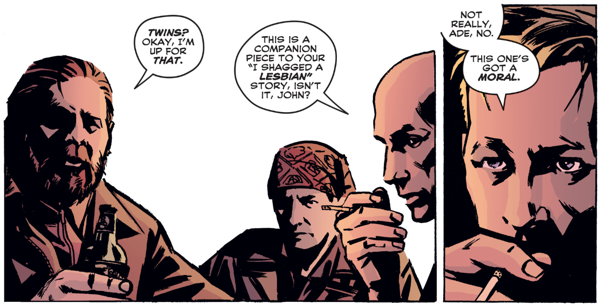 TWINS?
OKAY, I'M
UP FOR
THAT.
THIS IS A
COMPANION
PIECE TO YOUR
"I SHAGGED A
LESBIAN"
STORY, ISN'T
IT, JOHN?
NOT
REALLY,
ADE, NO.
THIS ONE'S
GOT A
MORAL.